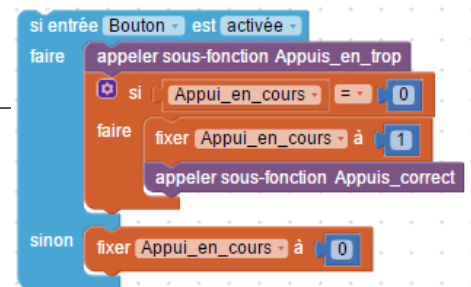 si entrée Bouton est activée
faire appeler sous-fonction Appuis_en_trop
si Appui_en_cours = 0
faire fixer Appui_en_cours à 1
appeler sous-fonction Appuis_correct
sinon fixer Appui_en_cours à 0